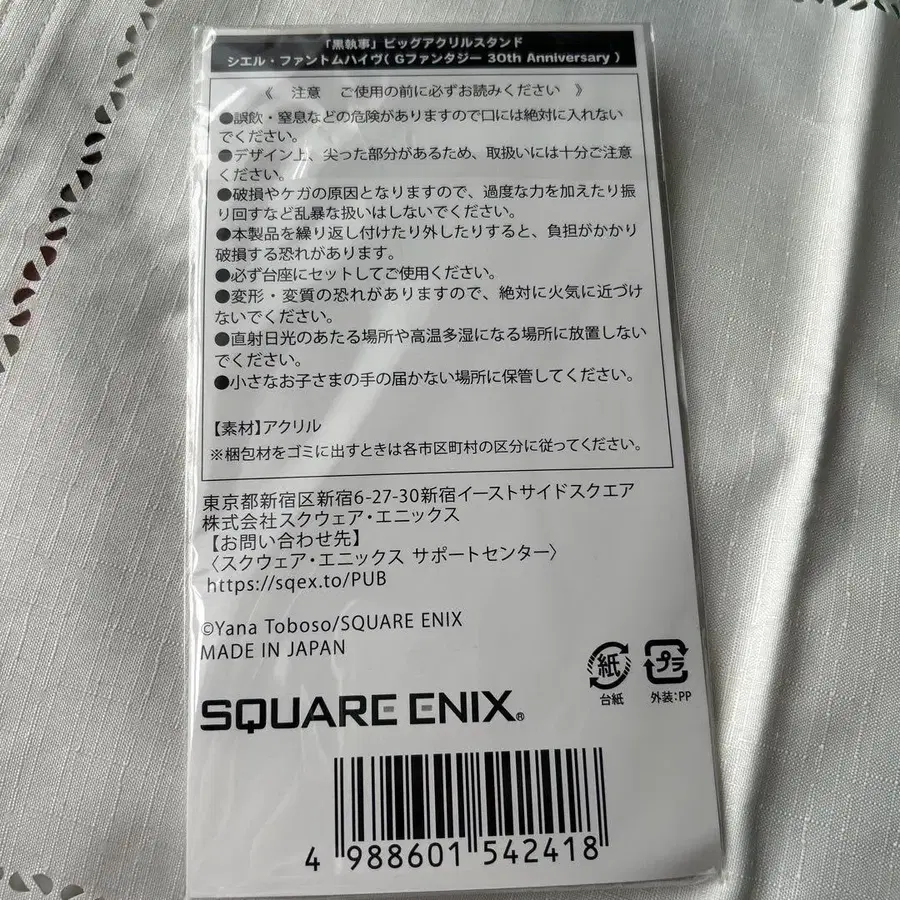 「黒執事」ビッグアクリルスタンド
シエル・ファントムハイヴ( Gファンタジー 30th Anniversary )
《 注意 ご使用の前に必ずお読みください 》
●誤飲・窒息などの危険がありますので口には絶対に入れない
でください。
●デザイン上、尖った部分があるため、取扱いには十分ご注意
ください。
●破損やケガの原因となりますので、過度な力を加えたり振
り回すなど乱暴な扱いはしないでください。
●本製品を繰り返し付けたり外したりすると、負担がかかり
破損する恐れがあります。
●必ず台座にセットしてご使用ください。
●変形・変質の恐れがありますので、絶対に火気に近づけ
ないでください。
●直射日光のあたる場所や高温多湿になる場所に放置しない
でください。
●小さなお子さまの手の届かない場所に保管してください。
【素材】アクリル
※梱包材をゴミに出すときは各市区町村の区分に従ってください。
東京都新宿区新宿6-27-30新宿イーストサイドスクエア
株式会社スクウェア・エニックス
【お問い合わせ先】
〈スクウェア・エニックス サポートセンター〉
https://sqex.to/PUB
©Yana Toboso/SQUARE ENIX
MADE IN JAPAN
紙 プラ
台紙 外装:PP
SQUARE ENIX®
4 988601 542418